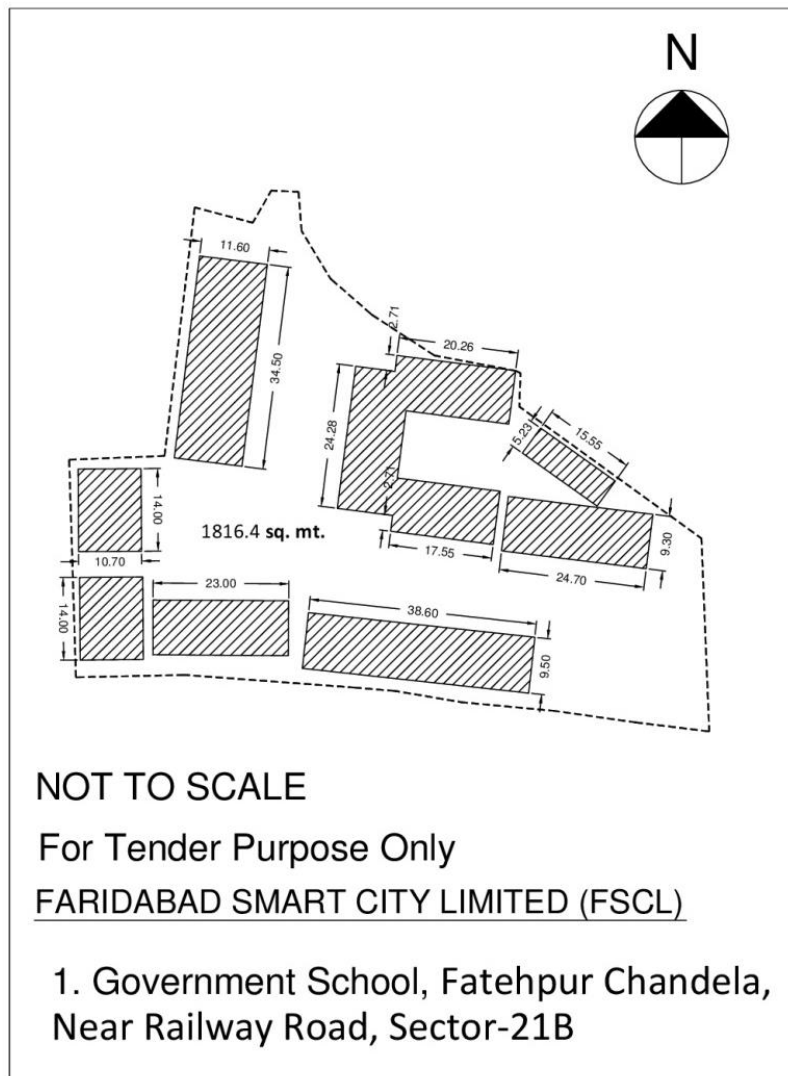 N
11.60
34.50
2.71
20.26
24.28
2.71
5.23
15.55
14.00
1816.4 sq. mt.
17.55
9.30
24.70
10.70
23.00
14.00
38.60
9.50
NOT TO SCALE
For Tender Purpose Only
FARIDABAD SMART CITY LIMITED (FSCL)
1. Government School, Fatehpur Chandela,
Near Railway Road, Sector-21B